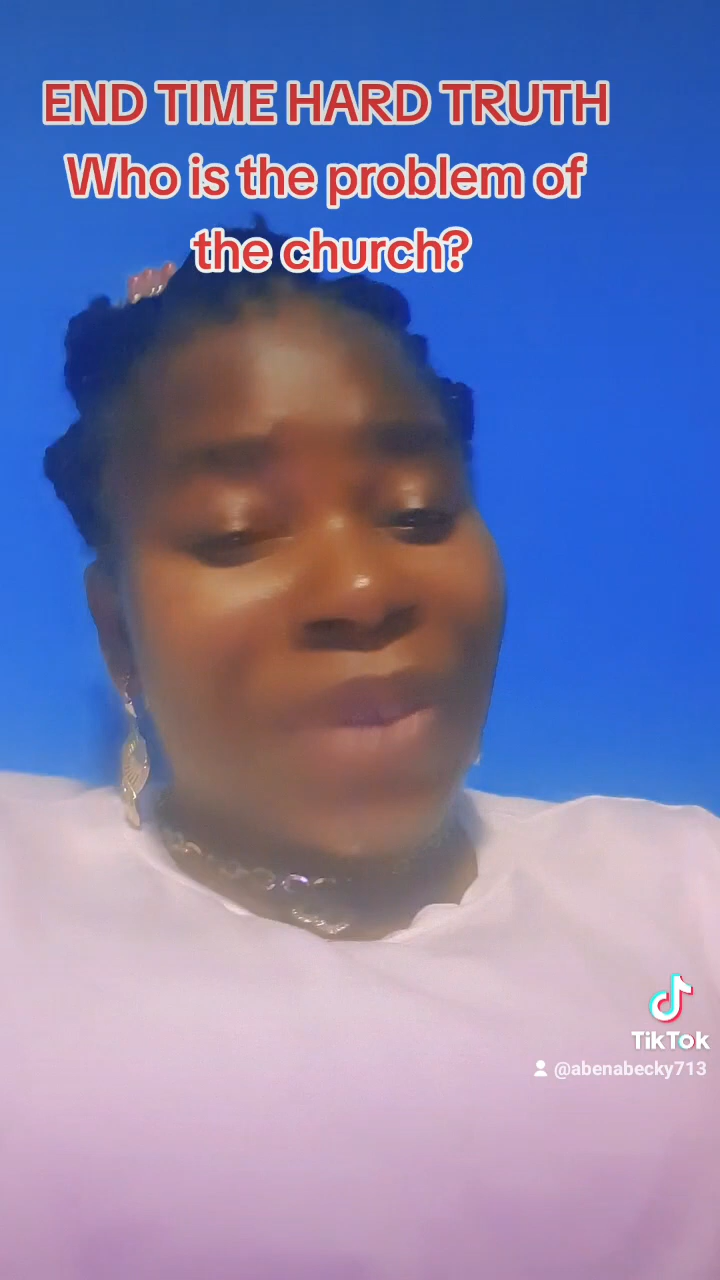 END TIME HARD TRUTH
Who is the problem of
the church?
TikTok
@abenabecky713